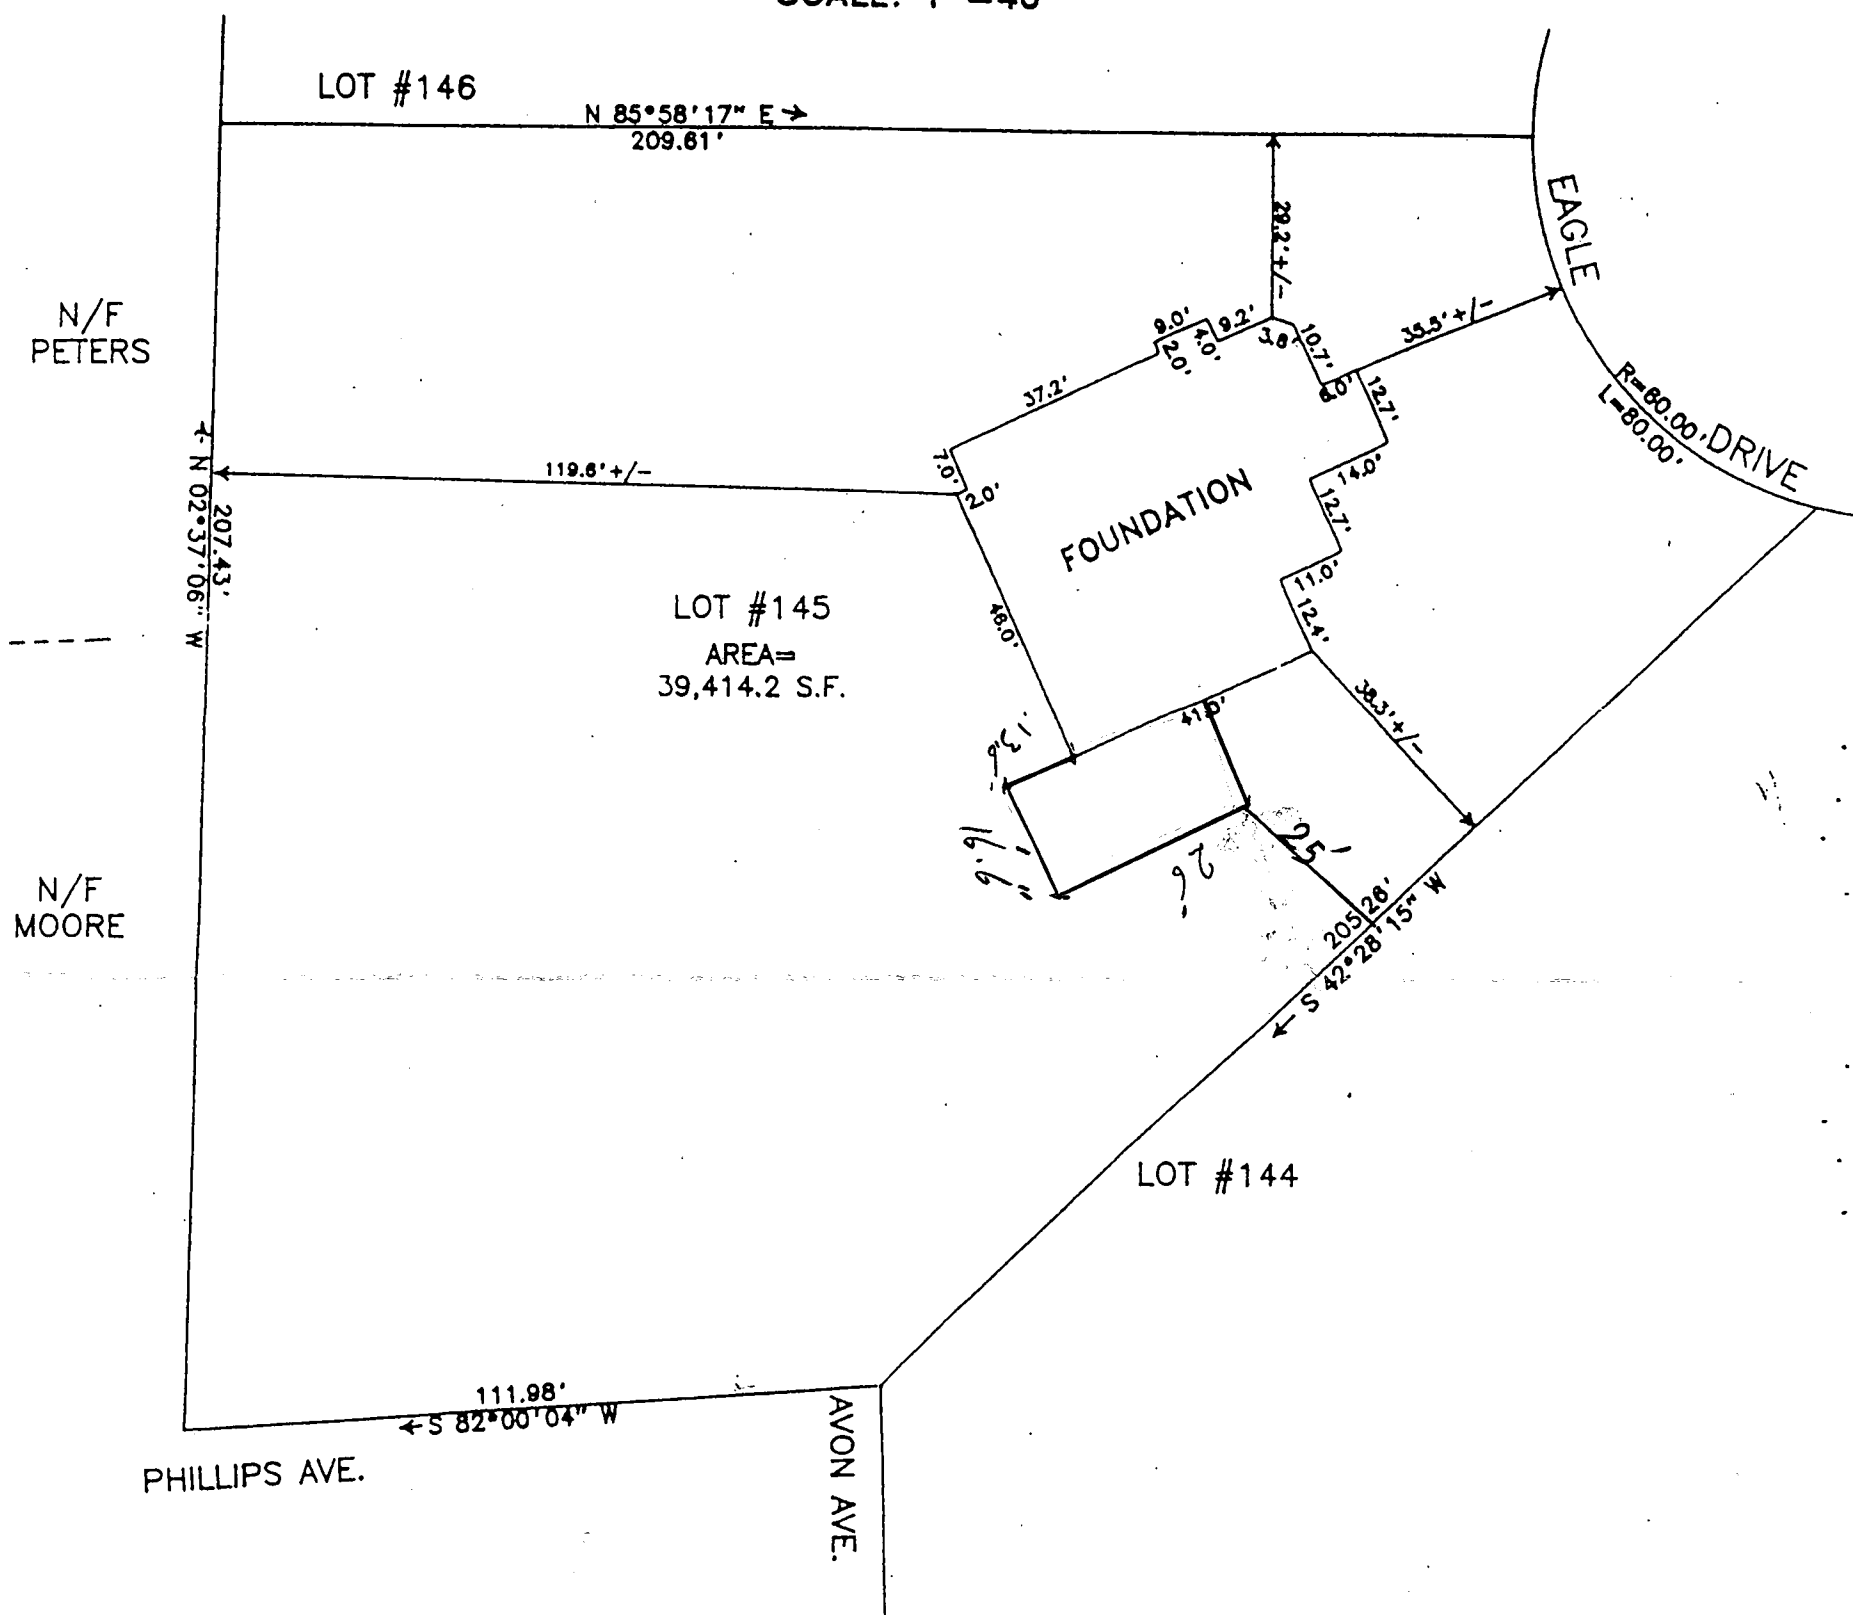 LOT #146
N 85°58'17" E
209.61'
EAGLE
29.2'+/-
N/F
PETERS
9.0'
4.0'
9.2'
2.0'
3.8'
10.7'
35.5'+/-
37.2'
12.7'
R=60.00'
L=80.00'
DRIVE
N 02°37'06" W
207.43'
119.6'+/-
7.0'
2.0'
14.0'
FOUNDATION
12.7'
11.0'
12.4'
LOT #145
AREA=
39,414.2 S.F.
46.0'
41.0'
38.3'+/-
13.6'
16'.6"
26'
25'
N/F
MOORE
205.26'
S 42°28'15" W
LOT #144
111.98'
S 82°00'04" W
AVON AVE.
PHILLIPS AVE.